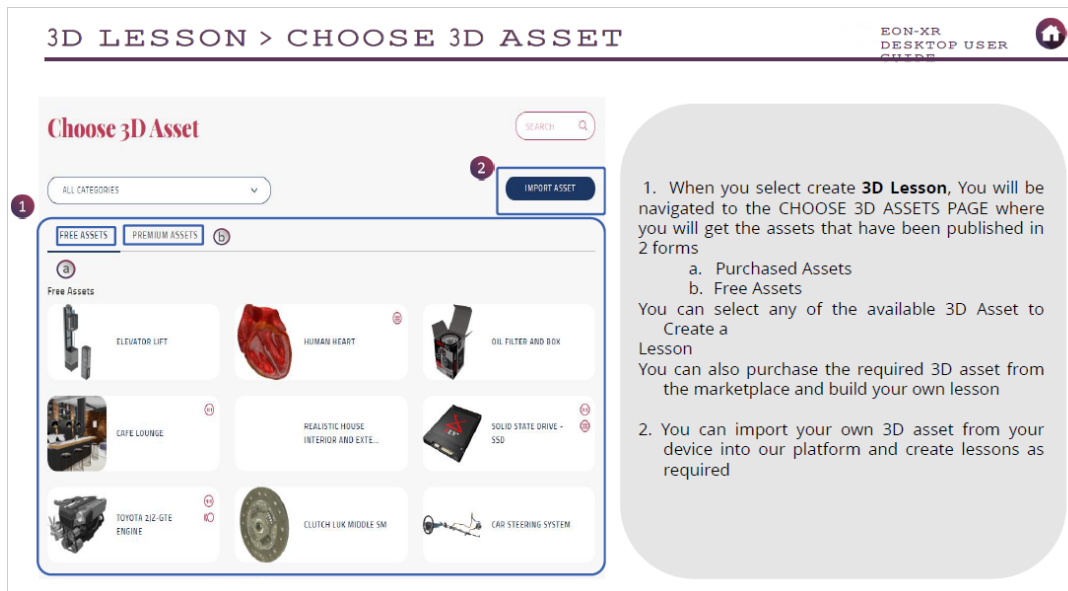 3D LESSON > CHOOSE 3D ASSET
EON-XR
DESKTOP USER
GUIDE
Choose 3D Asset
SEARCH
2
ALL CATEGORIES
IMPORT ASSET
1
FREE ASSETS
PREMIUM ASSETS
b
a
Free Assets
ELEVATOR LIFT
HUMAN HEART
OIL FILTER AND BOX
CAFE LOUNGE
REALISTIC HOUSE
INTERIOR AND EXTE...
SOLID STATE DRIVE -
SSD
TOYOTA 2JZ-GTE
ENGINE
CLUTCH LUK MIDDLE SM
CAR STEERING SYSTEM
1. When you select create 3D Lesson, You will be
navigated to the CHOOSE 3D ASSETS PAGE where
you will get the assets that have been published in
2 forms
a. Purchased Assets
b. Free Assets
You can select any of the available 3D Asset to
Create a
Lesson
You can also purchase the required 3D asset from
the marketplace and build your own lesson
2. You can import your own 3D asset from your
device into our platform and create lessons as
required